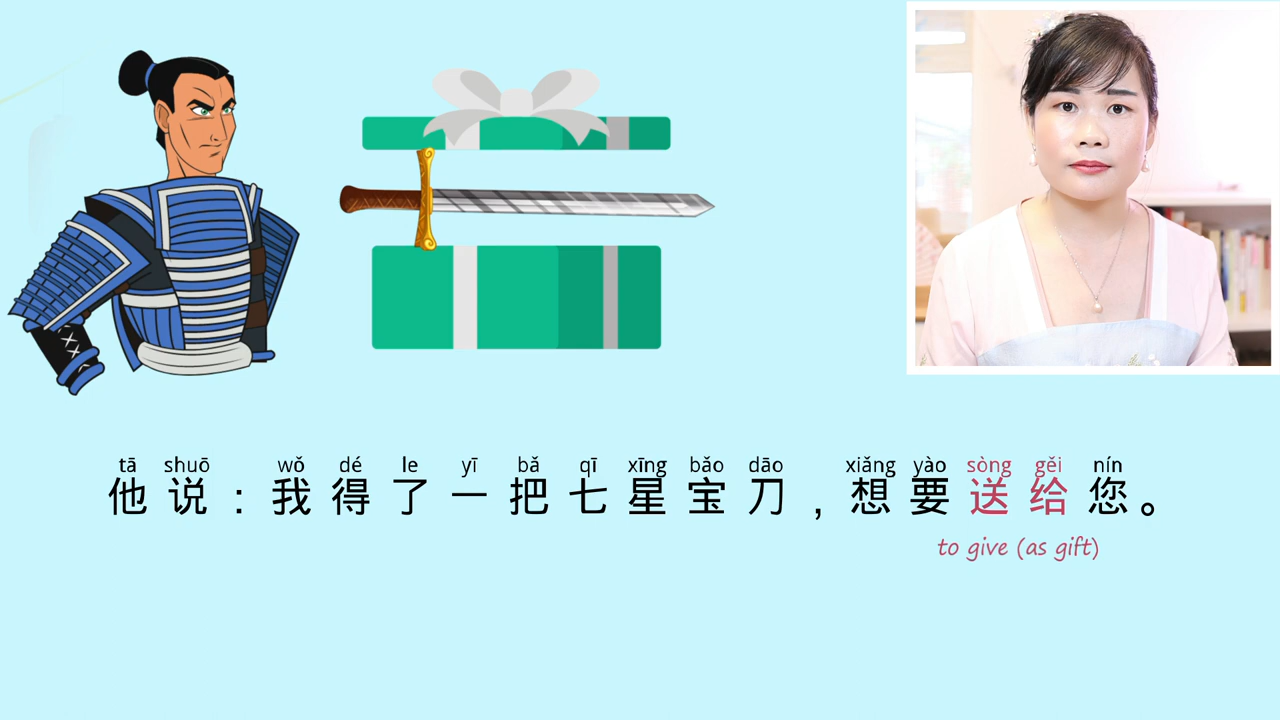 tā shuō wǒ dé le yī bǎ qī xīng bǎo dāo xiǎng yào sòng gěi nín
他说:我得了一把七星宝刀,想要送给您。
to give (as gift)